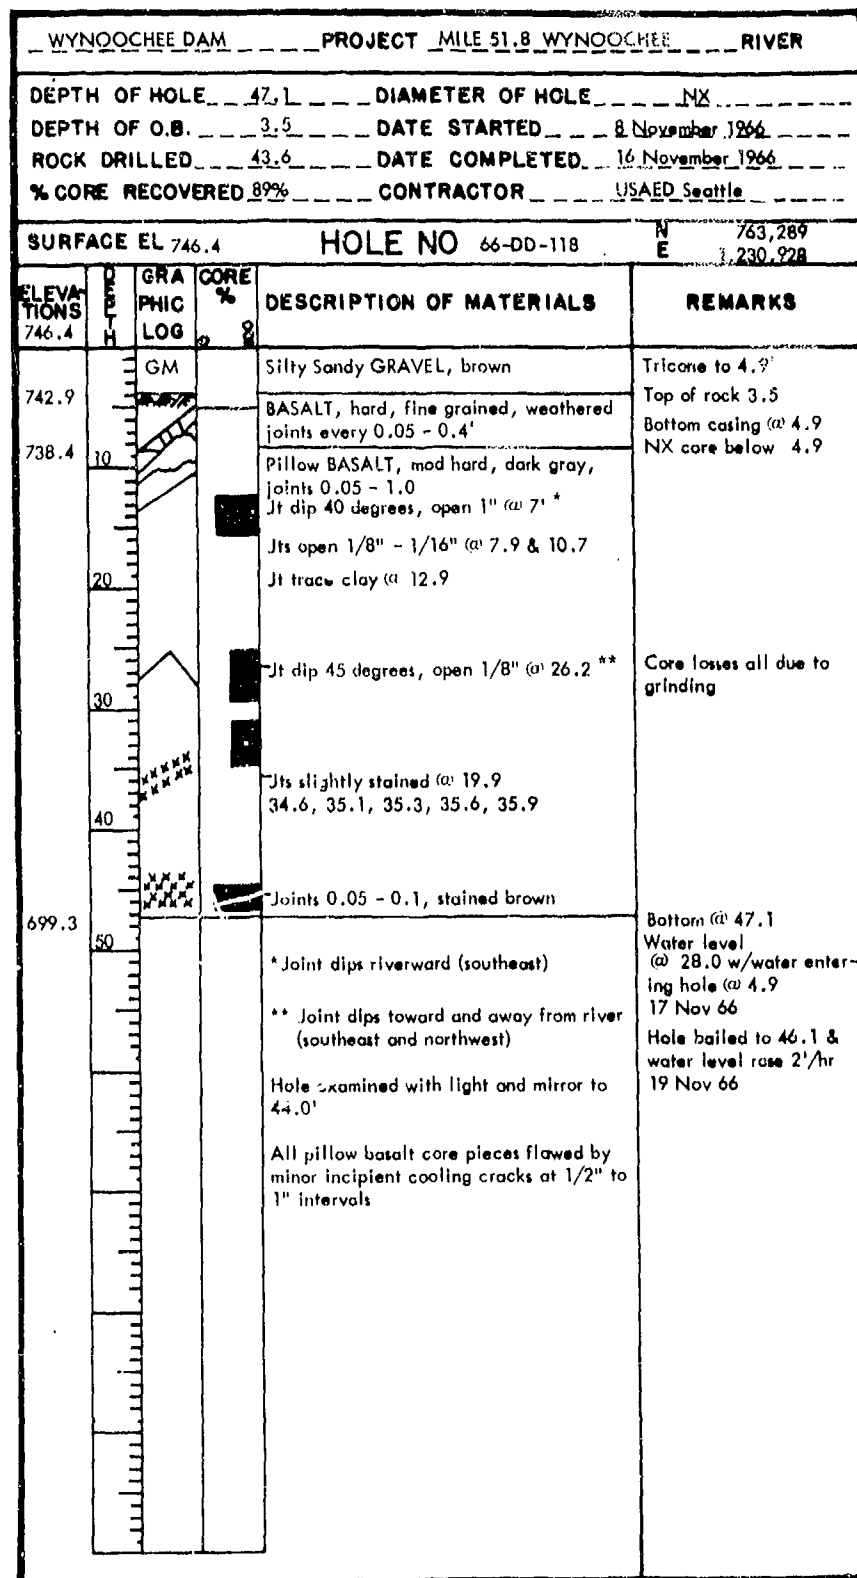 WYNOOCHEE DAM PROJECT MILE 51.8 WYNOOCHEE RIVER
DEPTH OF HOLE 47.1 DIAMETER OF HOLE NX
DEPTH OF O.B. 3.5 DATE STARTED 8 November 1966
ROCK DRILLED 43.6 DATE COMPLETED 16 November 1966
% CORE RECOVERED 89% CONTRACTOR USAED Seattle
SURFACE EL 746.4 HOLE NO 66-DD-118 N 763,289
E 1,230,928
ELEVA-TIONS DEPTH GRAPHIC LOG CORE % DESCRIPTION OF MATERIALS REMARKS
746.4 0 100
GM Silty Sandy GRAVEL, brown Tricone to 4.9'
742.9 Top of rock 3.5
BASALT, hard, fine grained, weathered
joints every 0.05 - 0.4'
Bottom casing @ 4.9
NX core below 4.9
738.4 10
Pillow BASALT, mod hard, dark gray,
joints 0.05 - 1.0
Jt dip 40 degrees, open 1" @ 7' *
Jts open 1/8" - 1/16" @ 7.9 & 10.7
20 Jt trace clay @ 12.9
Jt dip 45 degrees, open 1/8" @ 26.2 **
Core losses all due to
grinding
30
Jts slightly stained @ 19.9
34.6, 35.1, 35.3, 35.6, 35.9
40
Joints 0.05 - 0.1, stained brown
699.3 Bottom @ 47.1
50 Water level
@ 28.0 w/water enter-
ing hole @ 4.9
17 Nov 66
Hole bailed to 46.1 &
water level rose 2'/hr
19 Nov 66
* Joint dips riverward (southeast)
** Joint dips toward and away from river
(southeast and northwest)
Hole examined with light and mirror to
44.0'
All pillow basalt core pieces flawed by
minor incipient cooling cracks at 1/2" to
1" intervals